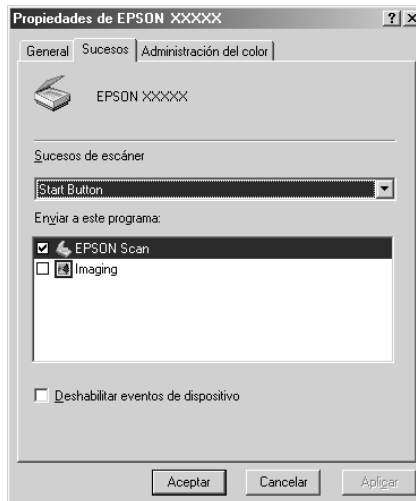 Propiedades de EPSON XXXXX
General
Sucesos
Administración del color
EPSON XXXXX
Sucesos de escáner
Start Button
Enviar a este programa:
EPSON Scan
Imaging
Deshabilitar eventos de dispositivo
Aceptar
Cancelar
Aplicar